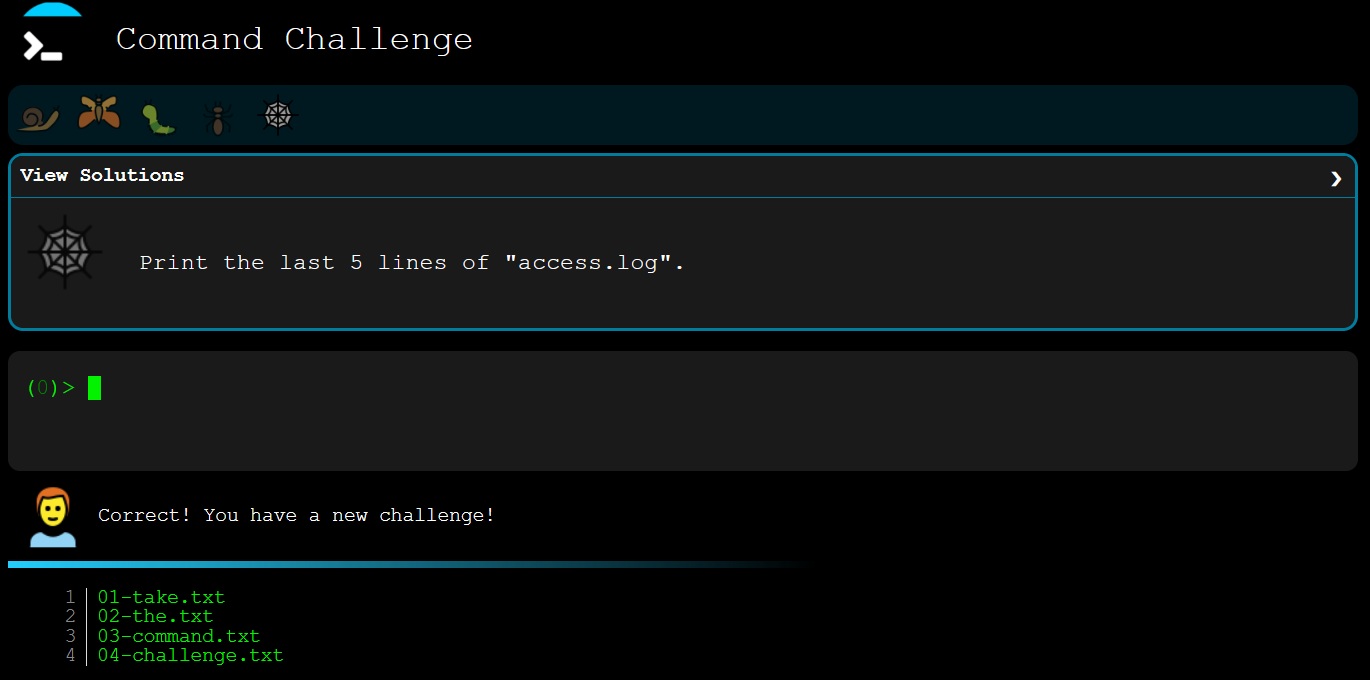 Command Challenge
View Solutions
Print the last 5 lines of "access.log".
(0)>
Correct! You have a new challenge!
1 01-take.txt
2 02-the.txt
3 03-command.txt
4 04-challenge.txt